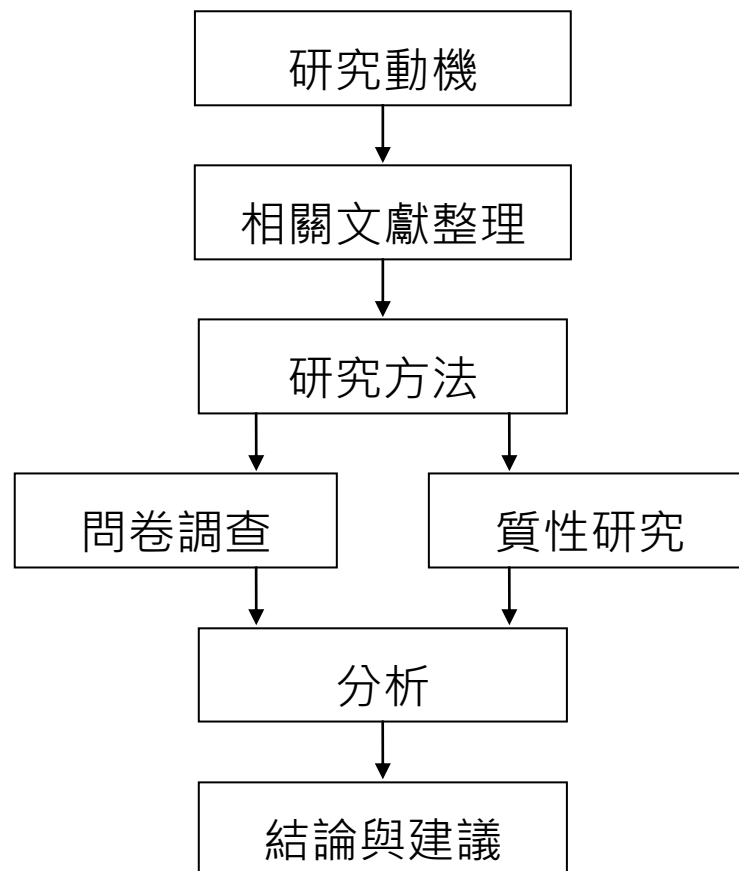 研究動機
相關文獻整理
研究方法
問卷調查
質性研究
分析
結論與建議